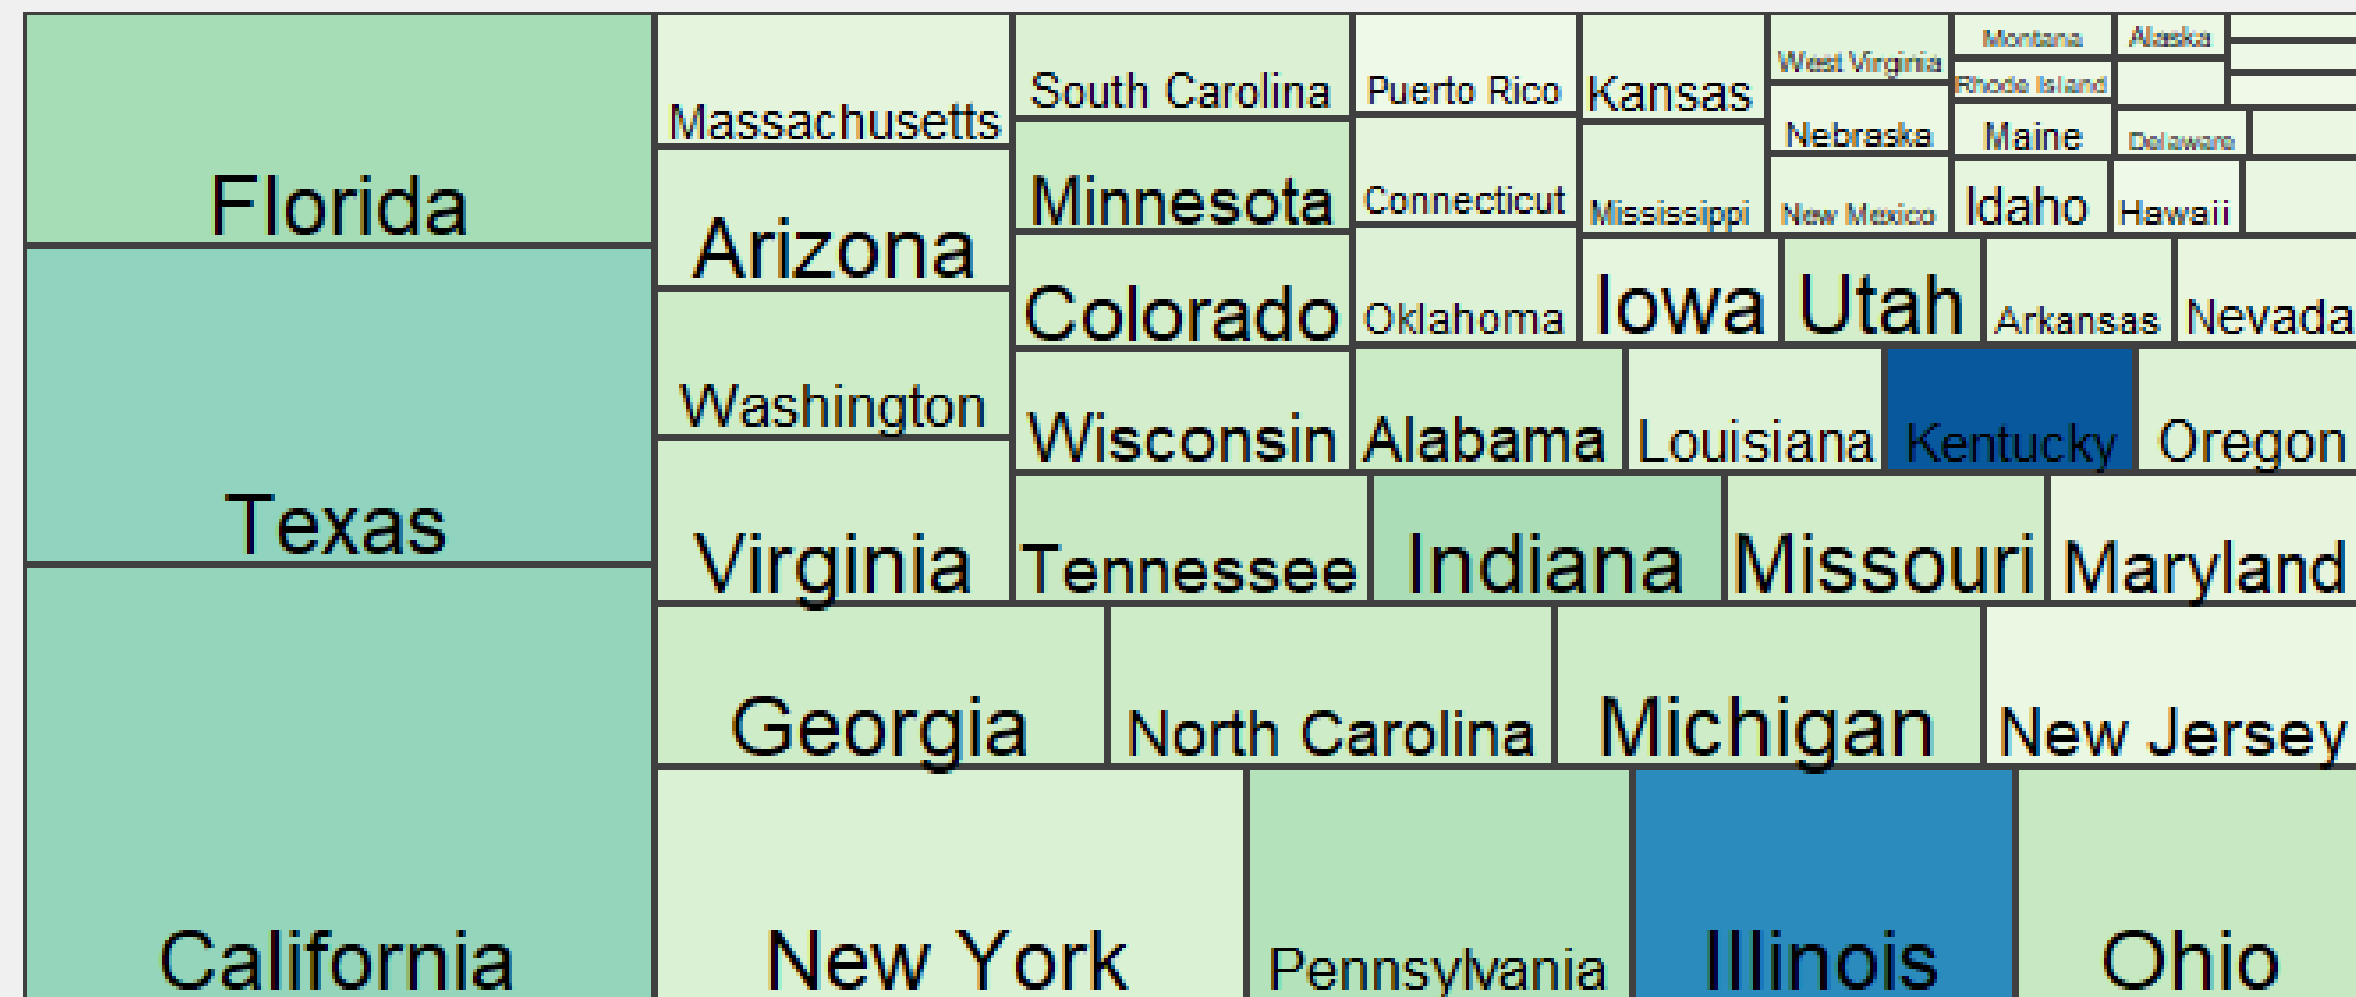 Florida
Texas
California
Massachusetts
Arizona
Washington
Virginia
South Carolina
Minnesota
Colorado
Wisconsin
Puerto Rico
Connecticut
Oklahoma
Kansas
Mississippi
West Virginia
Nebraska
New Mexico
Montana
Rhode Island
Maine
Idaho
Alaska
Delaware
Hawaii
Iowa
Utah
Arkansas
Nevada
Alabama
Louisiana
Kentucky
Oregon
Tennessee
Indiana
Missouri
Maryland
Georgia
North Carolina
Michigan
New Jersey
New York
Pennsylvania
Illinois
Ohio